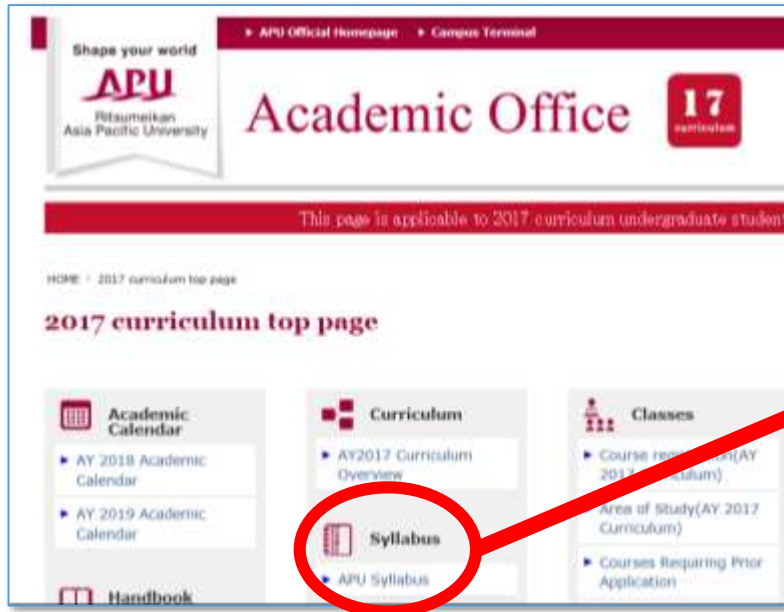 APU Official Homepage Campus Terminal
Shape your world
APU
Ritsumeikan
Asia Pacific University
Academic Office
17
curriculum
This page is applicable to 2017 curriculum undergraduate student
HOME 2017 curriculum top page
2017 curriculum top page
Academic
Calendar
AY 2018 Academic
Calendar
AY 2019 Academic
Calendar
Handbook
Curriculum
AY2017 Curriculum
Overview
Syllabus
APU Syllabus
Classes
Course (AY
2017
Area of Study(AY 2017
Curriculum)
Courses Requiring Prior
Application